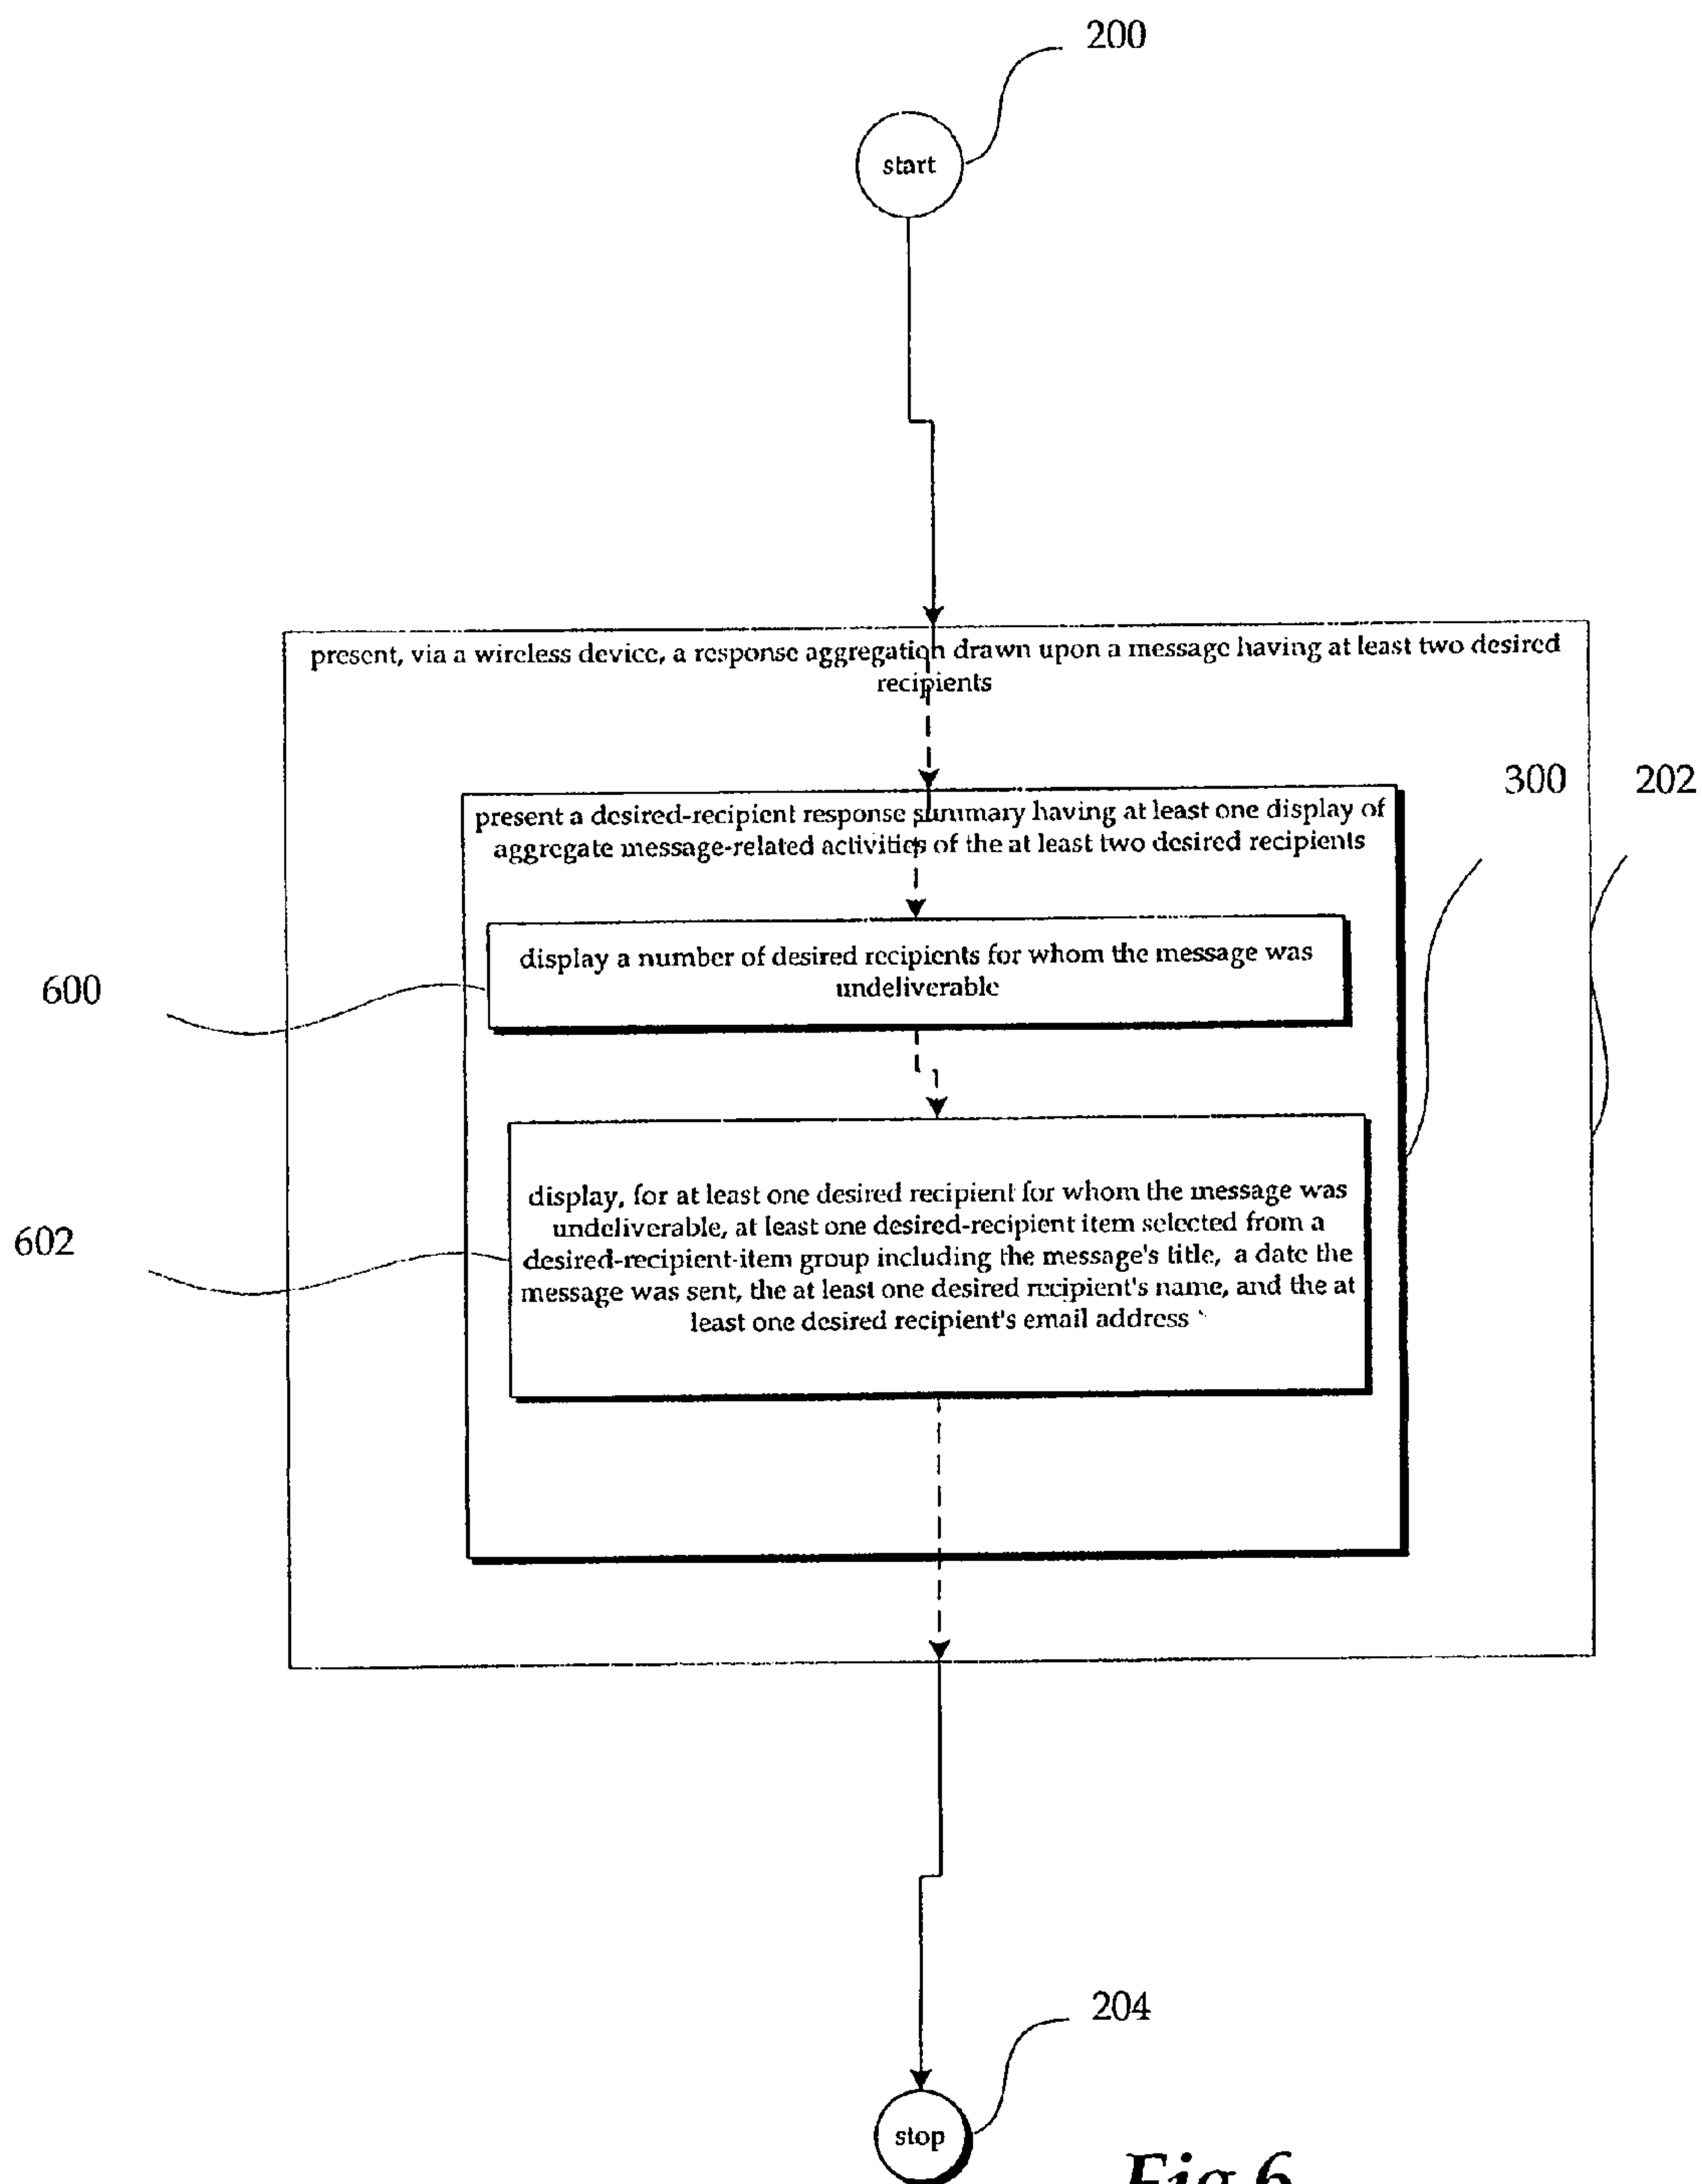 200
start
present, via a wireless device, a response aggregation drawn upon a message having at least two desired
recipients
300
202
present a desired-recipient response summary having at least one display of
aggregate message-related activities of the at least two desired recipients
600
display a number of desired recipients for whom the message was
undeliverable
602
display, for at least one desired recipient for whom the message was
undeliverable, at least one desired-recipient item selected from a
desired-recipient-item group including the message's title, a date the
message was sent, the at least one desired recipient's name, and the at
least one desired recipient's email address
204
stop
Fig 6